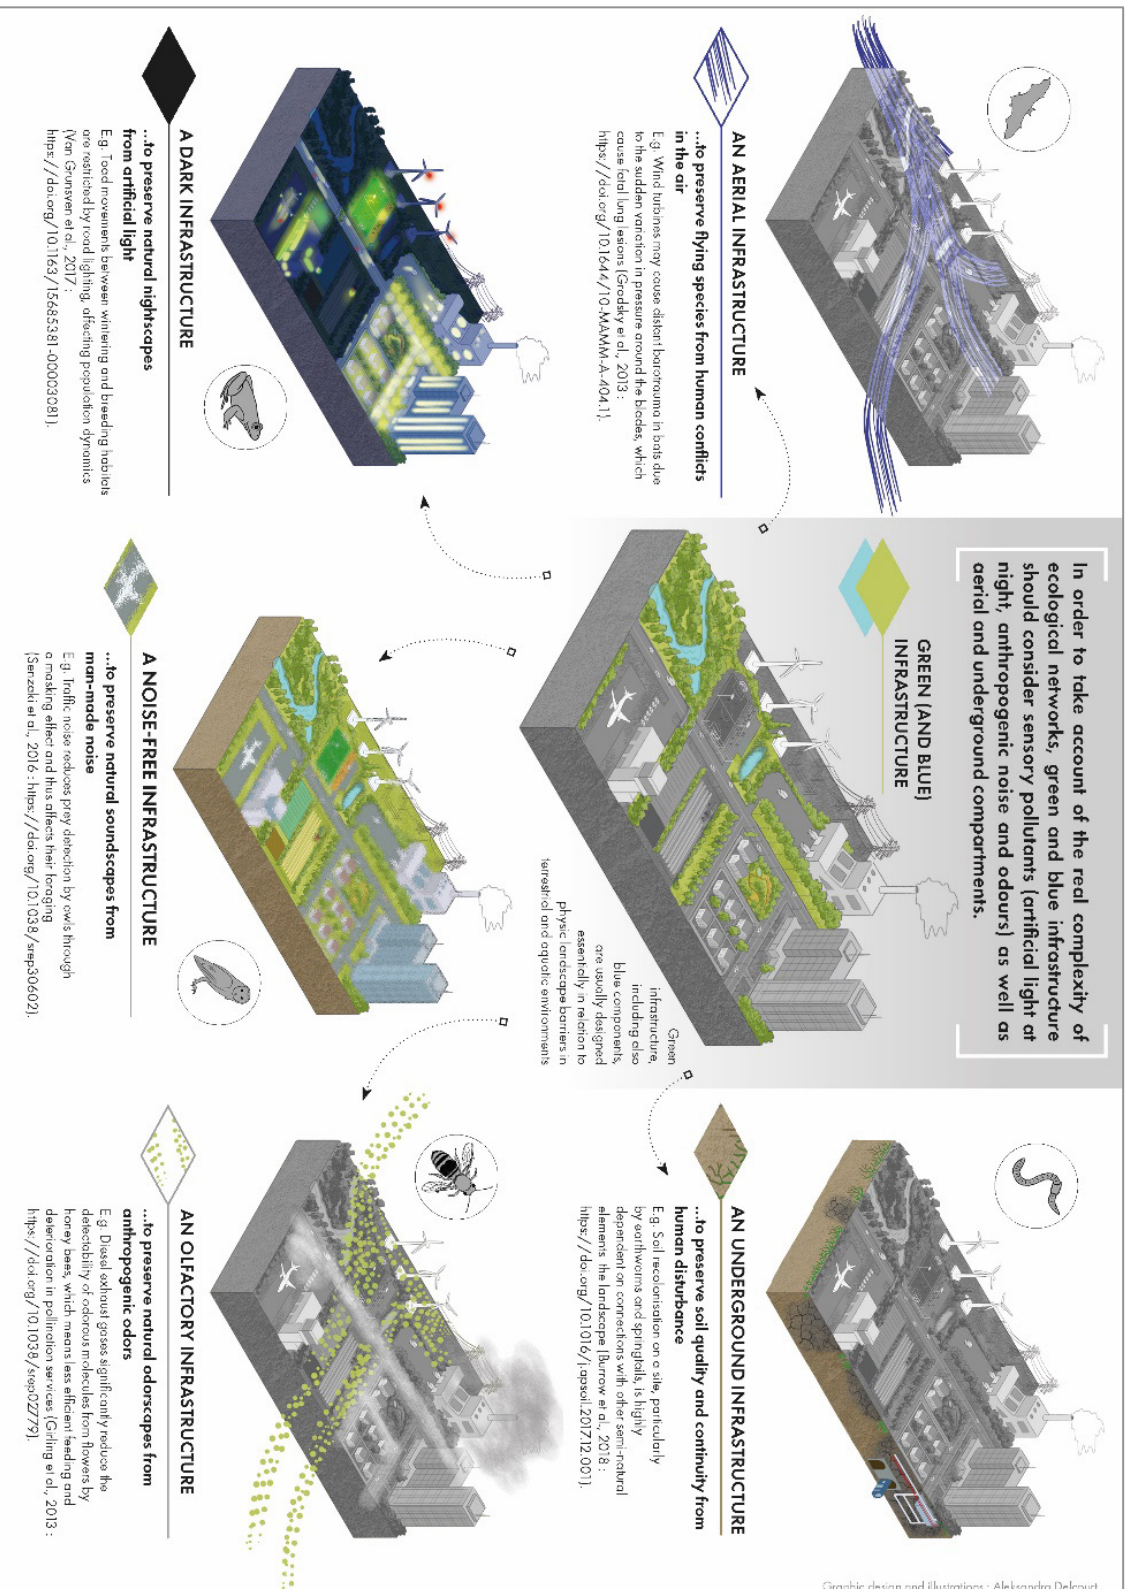 In order to take account of the real complexity of
ecological networks, green and blue infrastructure
should consider sensory pollutants (artificial light at
night, anthropogenic noise and odours) as well as
aerial and underground compartments.
GREEN (AND BLUE)
INFRASTRUCTURE
Green
infrastructure,
including also
blue components,
are usually designed
essentially in relation to
physic landscape barriers in
terrestrial and aquatic environments
AN AERIAL INFRASTRUCTURE
...to preserve flying species from human conflicts
in the air
E.g. Wind turbines may cause distant barotrauma in bats due
to the sudden variation in pressure around the blades, which
cause fatal lung lesions (Grodsky et al., 2013 :
https://doi.org/10.1644/10-MAMM-A-404.1).
AN UNDERGROUND INFRASTRUCTURE
...to preserve soil quality and continuity from
human disturbance
E.g. Soil recolonisation on a site, particularly
by earthworms and springtails, is highly
dependent on connections with other semi-natural
elements the landscape (Burrow et al., 2018 :
https://doi.org/10.1016/j.apsoil.2017.12.001).
A DARK INFRASTRUCTURE
...to preserve natural nightscapes
from artificial light
E.g. Toad movements between wintering and breeding habitats
are restricted by road lighting, affecting population dynamics
(Van Grunsven et al., 2017 :
https://doi.org/10.1163/15685381-00003081).
A NOISE-FREE INFRASTRUCTURE
...to preserve natural soundscapes from
man-made noise
E.g. Traffic noise reduces prey detection by owls through
a masking effect and thus affects their foraging
(Senzaki et al., 2016 : https://doi.org/10.1038/srep30602).
AN OLFACTORY INFRASTRUCTURE
...to preserve natural odorscapes from
anthropogenic odors
E.g. Diesel exhaust gases significantly reduce the
detectability of odorous molecules from flowers by
honey bees, which means less efficient feeding and
deterioration in pollination services (Girling et al., 2013 :
https://doi.org/10.1038/srep02779).
Graphic design and illustrations : Aleksandra Delcourt